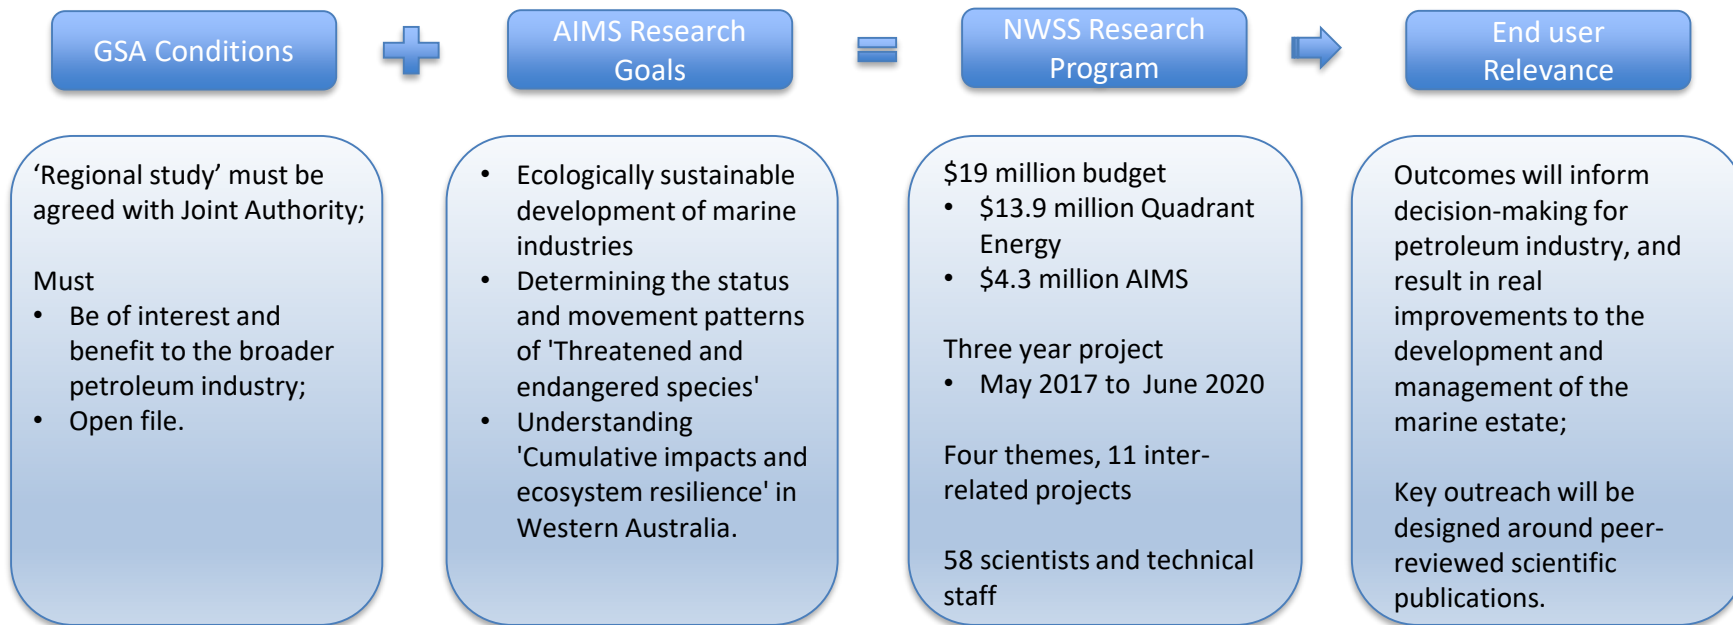 GSA Conditions
AIMS Research
Goals
NWSS Research
Program
End user
Relevance
‘Regional study’ must be
agreed with Joint Authority;
Must
• Be of interest and
benefit to the broader
petroleum industry;
• Open file.
• Ecologically sustainable
development of marine
industries
• Determining the status
and movement patterns
of 'Threatened and
endangered species'
• Understanding
'Cumulative impacts and
ecosystem resilience' in
Western Australia.
$19 million budget
• $13.9 million Quadrant
Energy
• $4.3 million AIMS
Three year project
• May 2017 to June 2020
Four themes, 11 inter-
related projects
58 scientists and technical
staff
Outcomes will inform
decision-making for
petroleum industry, and
result in real
improvements to the
development and
management of the
marine estate;
Key outreach will be
designed around peer-
reviewed scientific
publications.